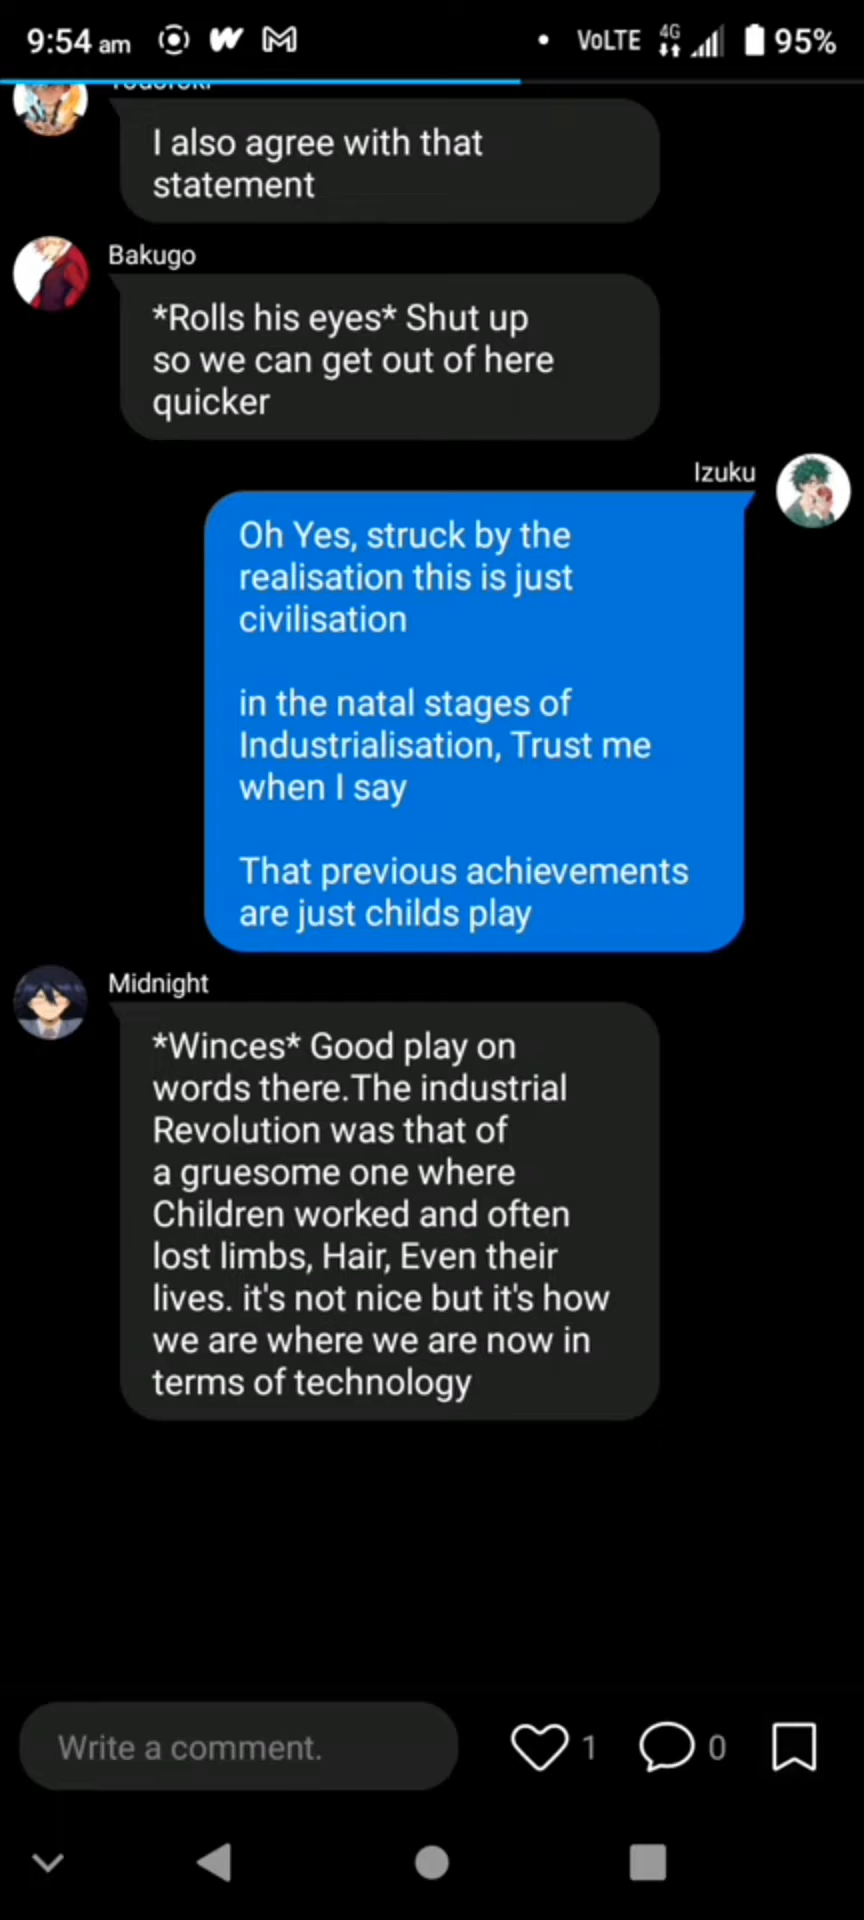 9:54 am VoLTE 4G 95%
I also agree with that
statement
Bakugo
*Rolls his eyes* Shut up
so we can get out of here
quicker
Izuku
Oh Yes, struck by the
realisation this is just
civilisation
in the natal stages of
Industrialisation, Trust me
when I say
That previous achievements
are just childs play
Midnight
*Winces* Good play on
words there.The industrial
Revolution was that of
a gruesome one where
Children worked and often
lost limbs, Hair, Even their
lives. it's not nice but it's how
we are where we are now in
terms of technology
Write a comment.
1
0